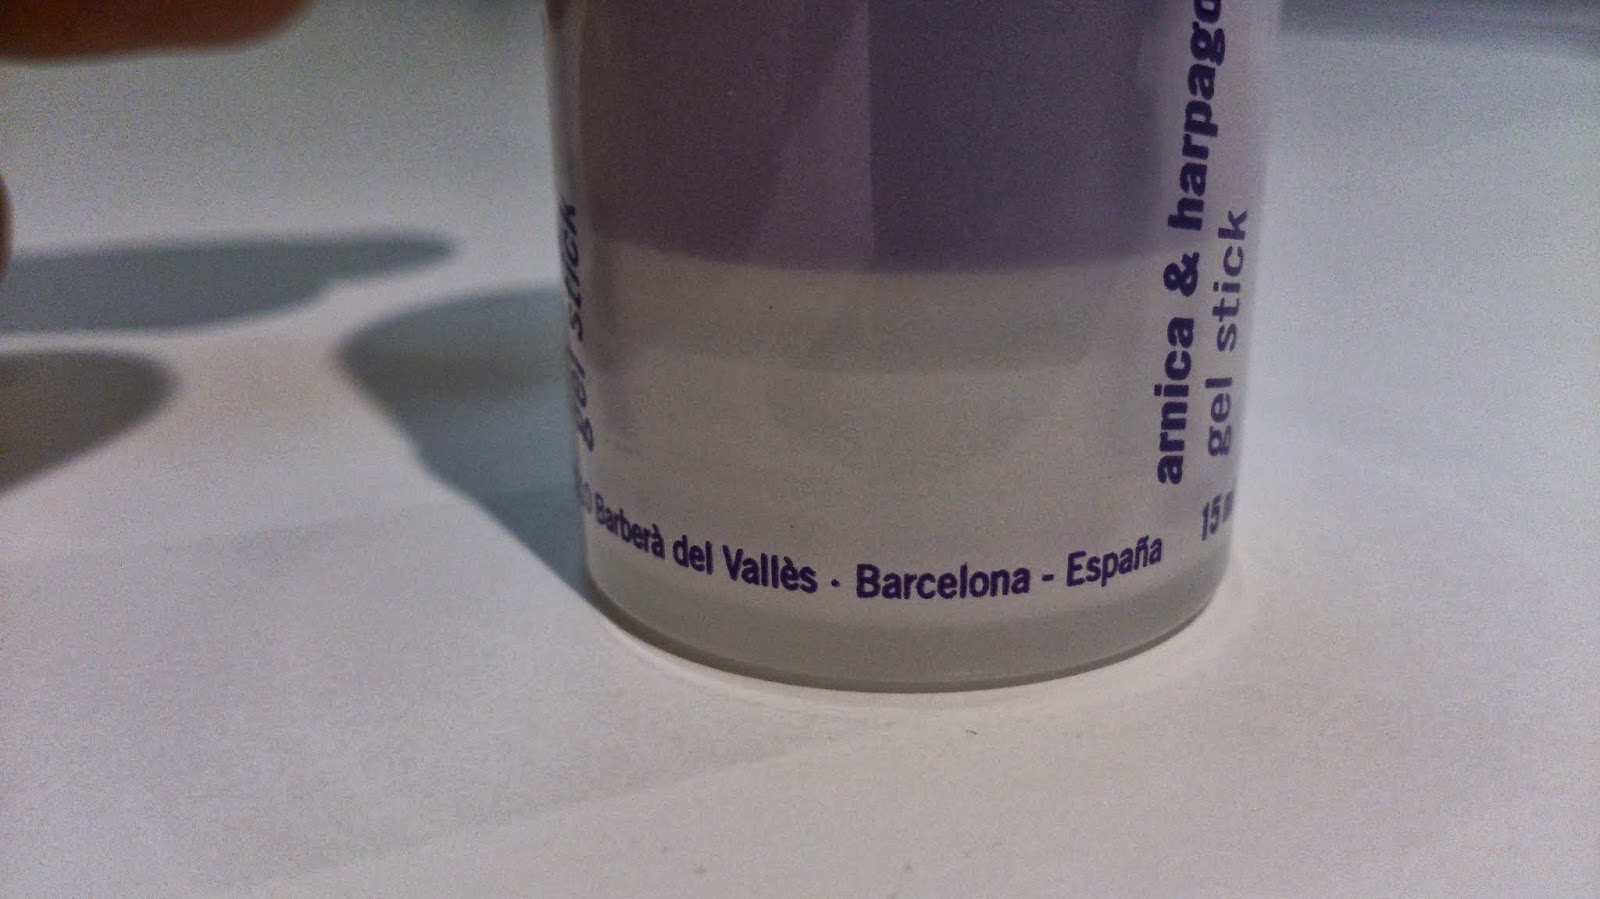 gel stick
arnica & harpago
gel stick
15 m
Barberà del Vallès · Barcelona - España